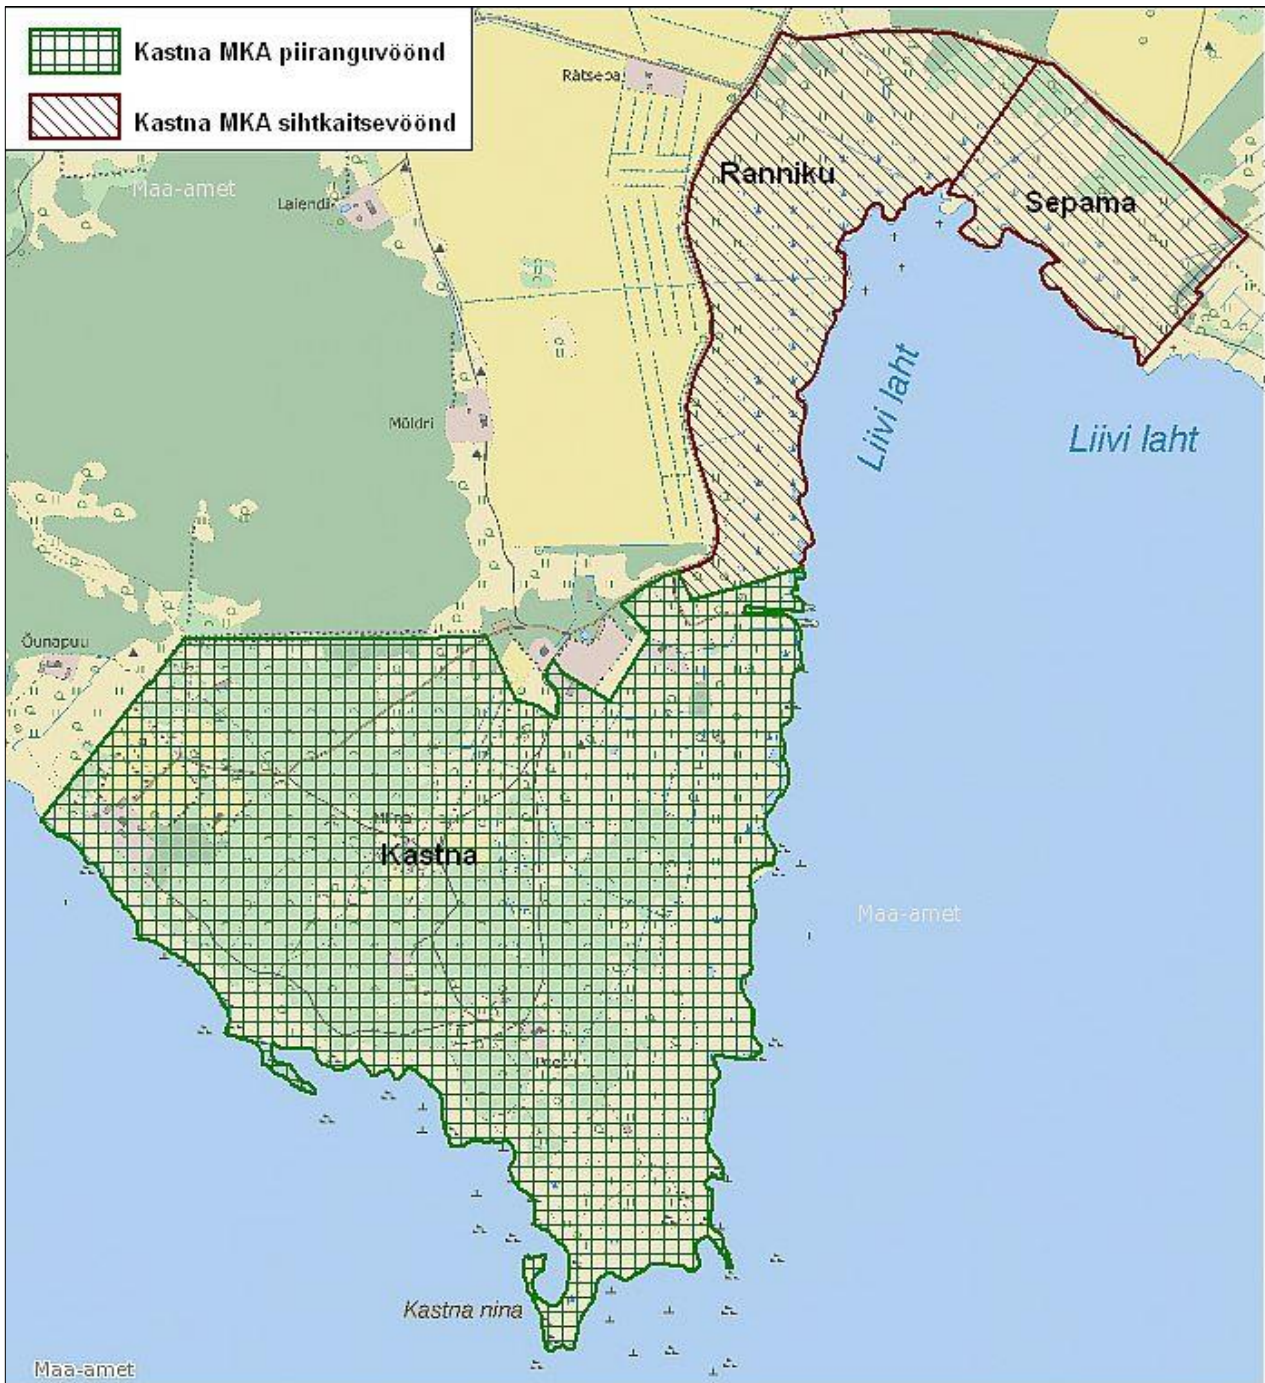 Kastna MKA piiranguvöönd
Kastna MKA sihtkaitsevöönd
Rätsepa
Maa-amet
Ranniku
Laiendi
Sepama
Liivi laht
Möldri
Liivi laht
Õunapuu
Kastna
Maa-amet
Kastna nina
Maa-amet